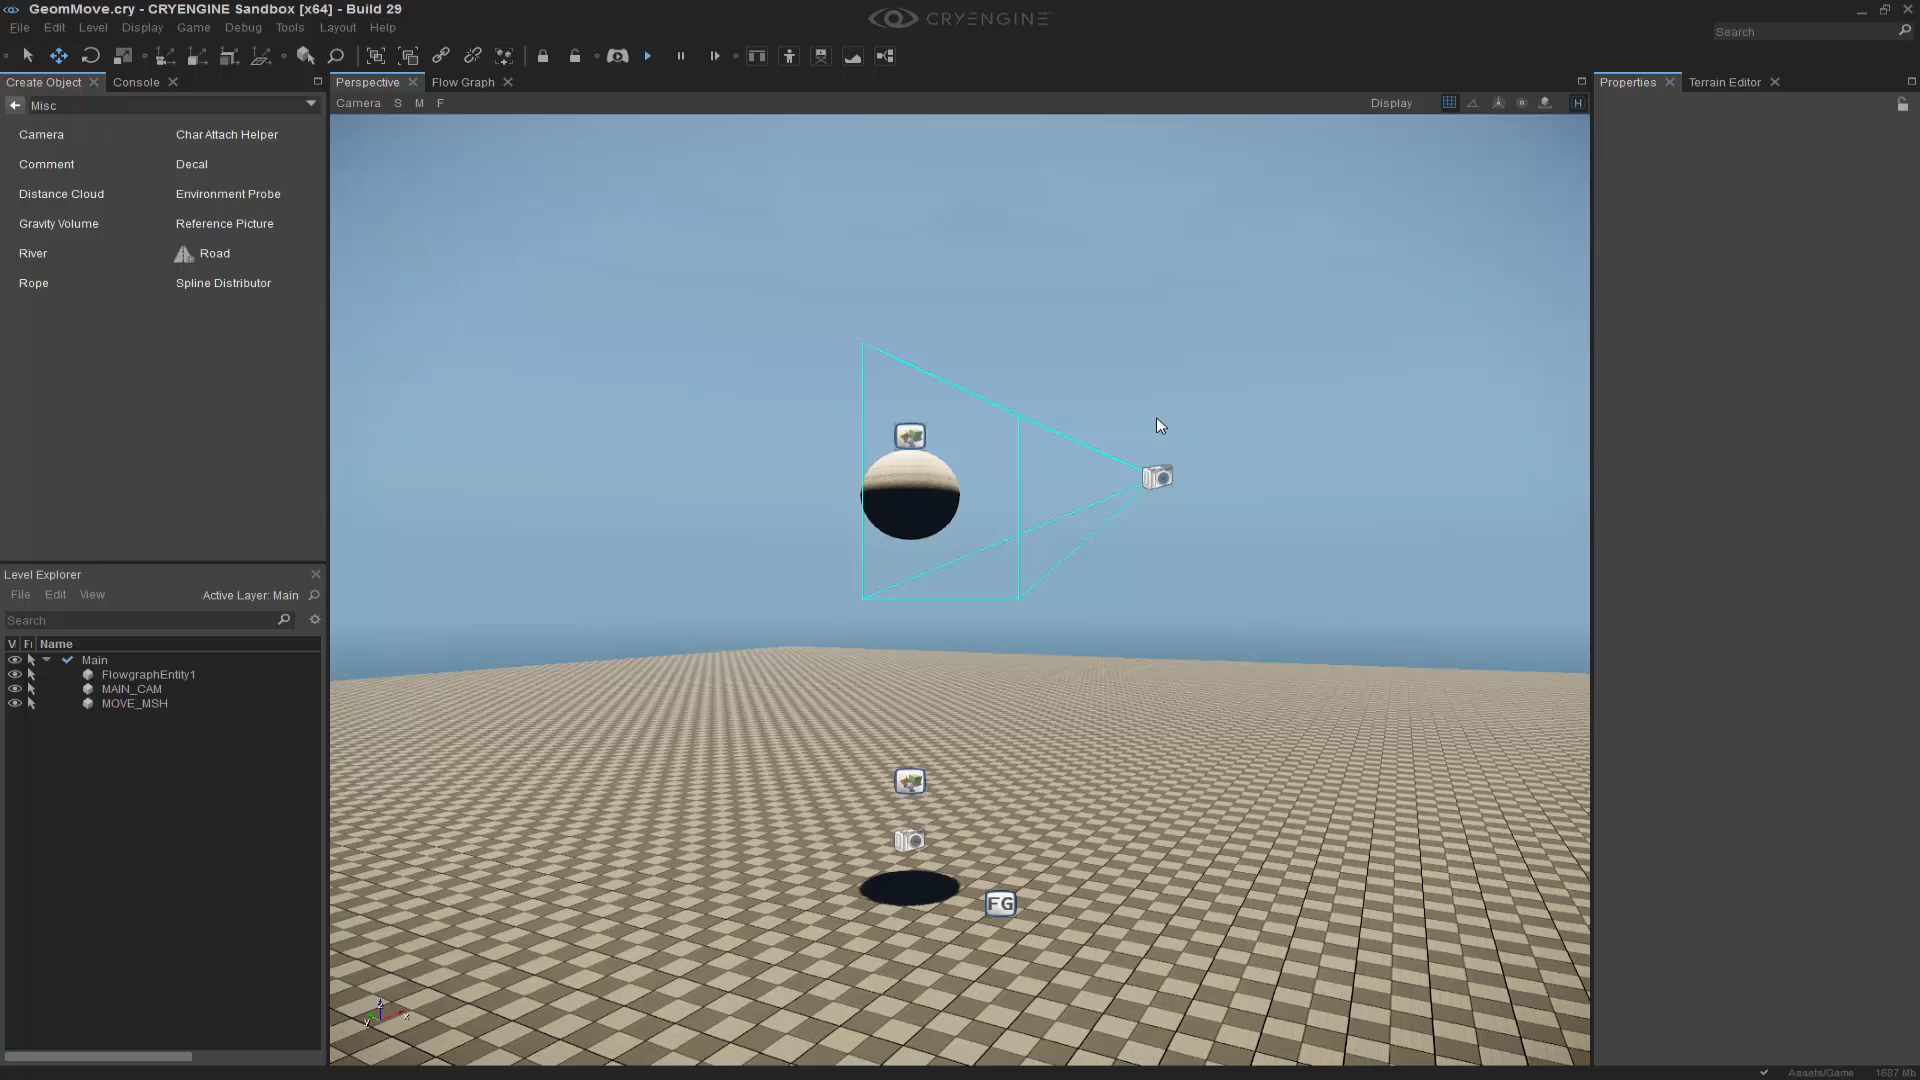 GeomMove.cry - CRYENGINE Sandbox [x64] - Build 29
CRYENGINE
File Edit Level Display Game Debug Tools Layout Help
Search
Create Object Console
Perspective Flow Graph
Properties Terrain Editor
Misc
Camera S M F
Display
H
Camera Char Attach Helper
Comment Decal
Distance Cloud Environment Probe
Gravity Volume Reference Picture
River Road
Rope Spline Distributor
Level Explorer
File Edit View Active Layer: Main
Search
V Fr Name
Main
FlowgraphEntity1
MAIN_CAM
MOVE_MSH
FG
z
y x
Assets/Game 1687 Mb